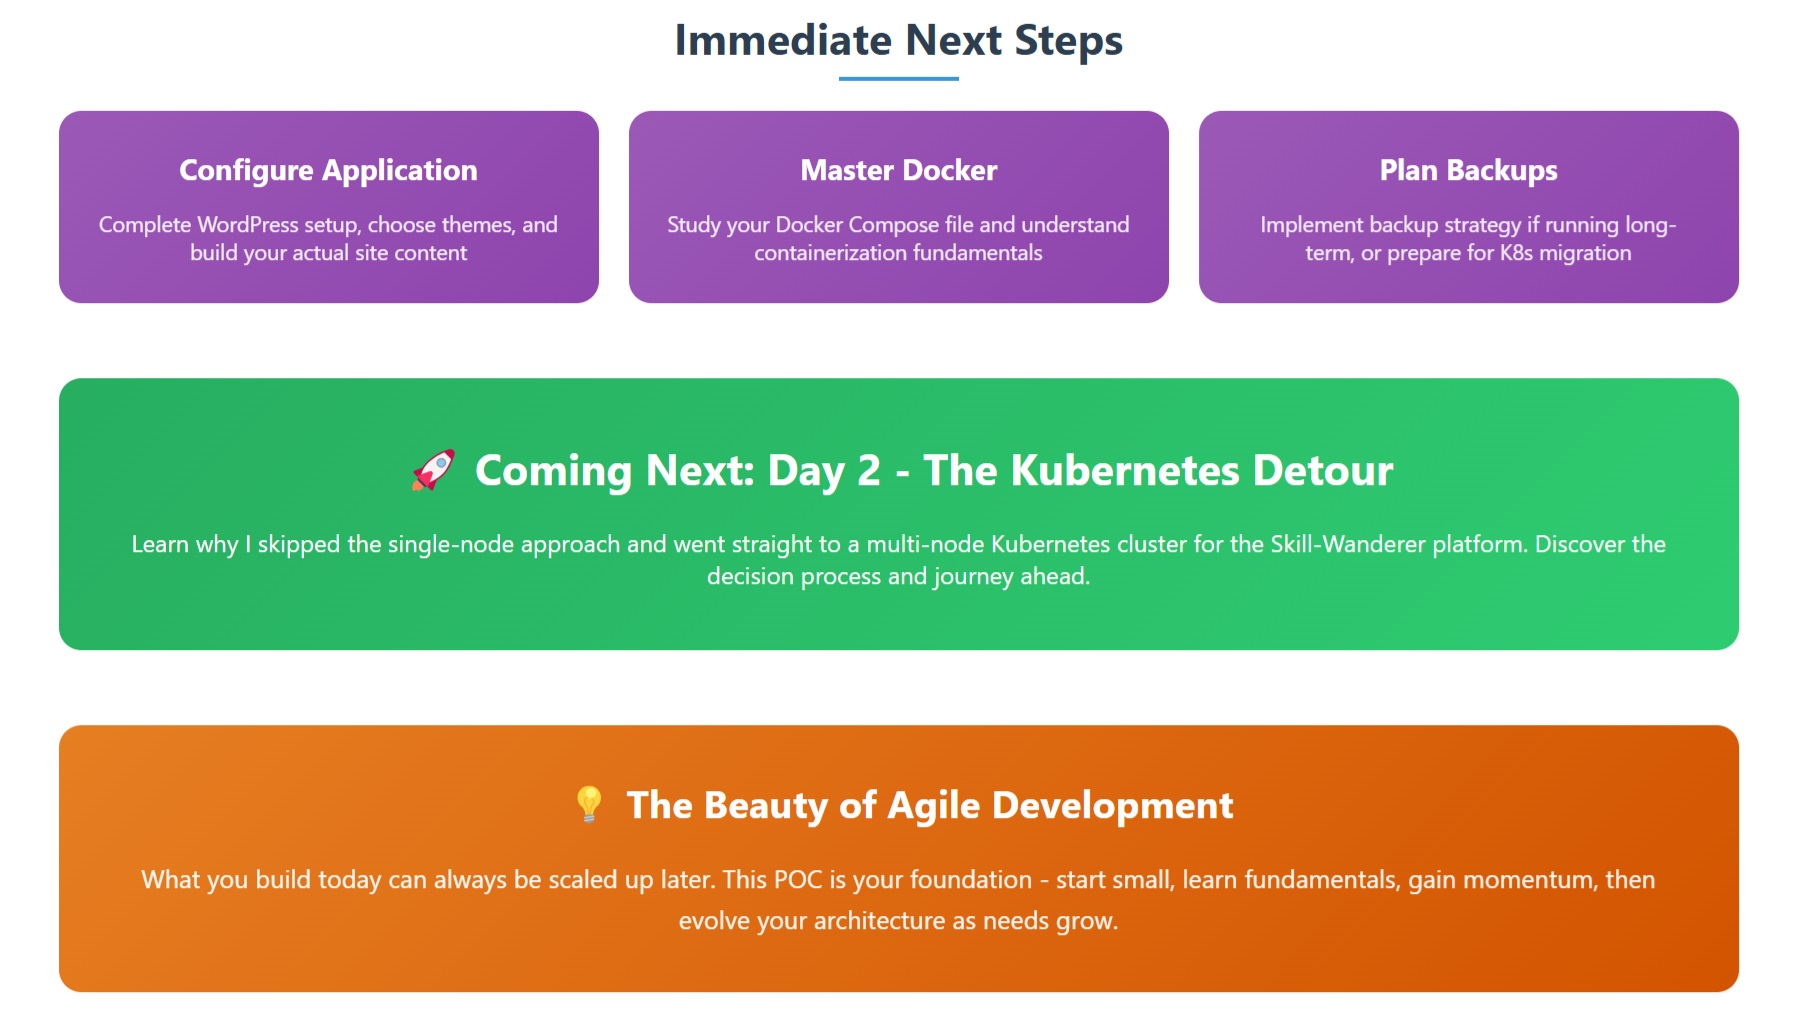 Immediate Next Steps
Configure Application
Complete WordPress setup, choose themes, and
build your actual site content
Master Docker
Study your Docker Compose file and understand
containerization fundamentals
Plan Backups
Implement backup strategy if running long-
term, or prepare for K8s migration
🚀 Coming Next: Day 2 - The Kubernetes Detour
Learn why I skipped the single-node approach and went straight to a multi-node Kubernetes cluster for the Skill-Wanderer platform. Discover the
decision process and journey ahead.
💡 The Beauty of Agile Development
What you build today can always be scaled up later. This POC is your foundation - start small, learn fundamentals, gain momentum, then
evolve your architecture as needs grow.